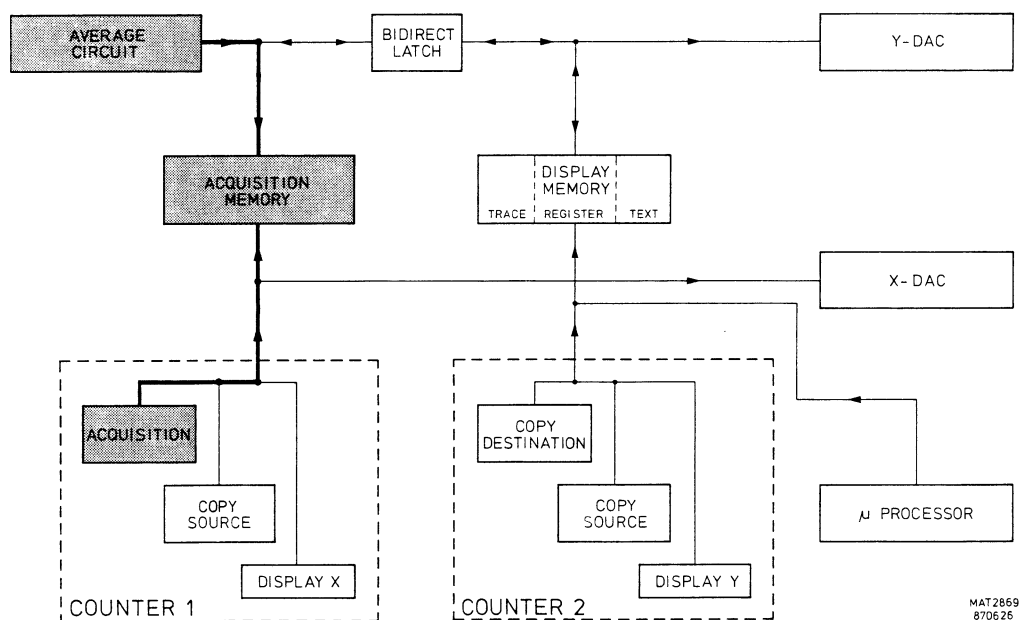 AVERAGE
CIRCUIT
BIDIRECT
LATCH
Y-DAC
ACQUISITION
MEMORY
DISPLAY
MEMORY
TRACE REGISTER TEXT
X-DAC
ACQUISITION
COPY
SOURCE
DISPLAY X
COUNTER 1
COPY
DESTINATION
COPY
SOURCE
DISPLAY Y
COUNTER 2
μ PROCESSOR
MAT2869
870626